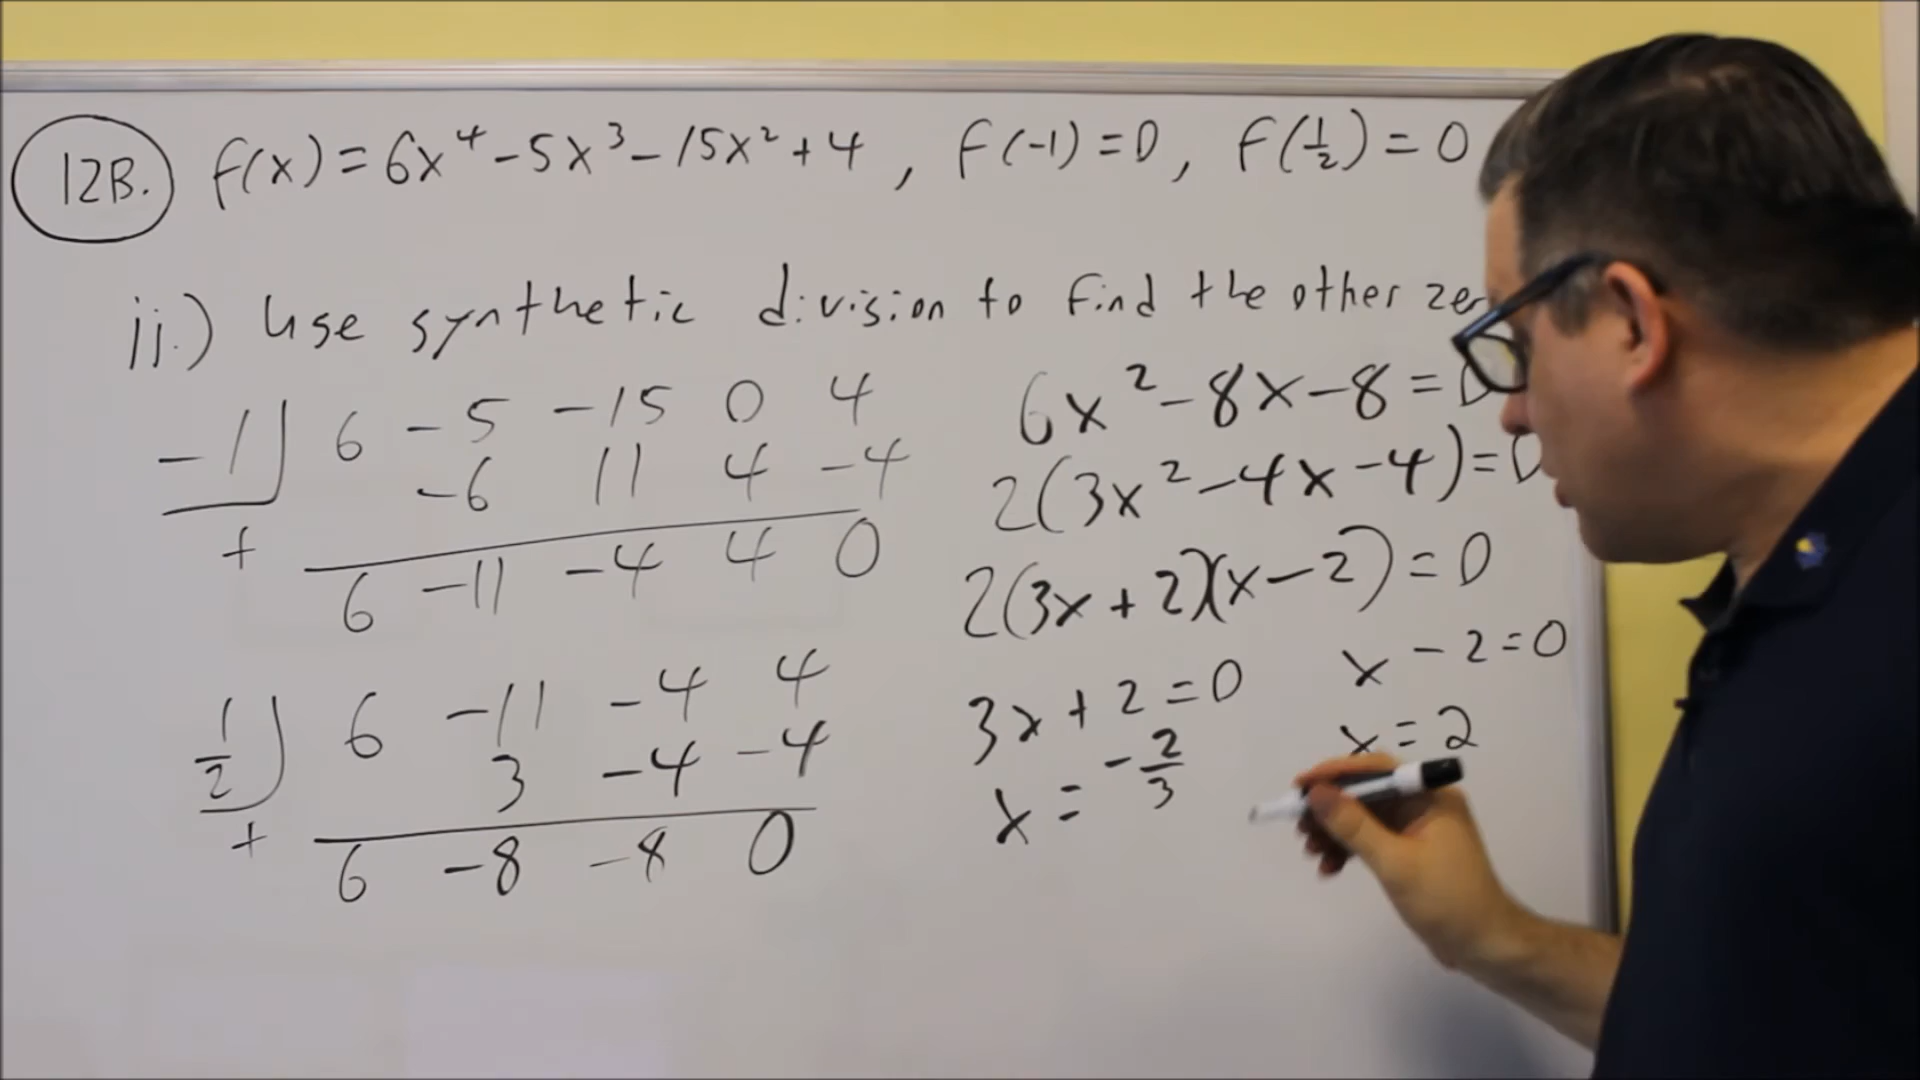 12B. f(x) = 6x⁴ - 5x³ - 15x² + 4 , f(-1) = 0 , f(1/2) = 0
ii.) Use synthetic division to find the other
-1 6 -5 -15 0 4
-6 11 4 -4
+
6 -11 -4 4 0
1/2 6 -11 -4 4
3 -4 -4
+
6 -8 -8 0
6x² - 8x - 8 = 0
2(3x² - 4x - 4) = 0
2(3x + 2)(x - 2) = 0
3x + 2 = 0
x = -2/3
x - 2 = 0
x = 2